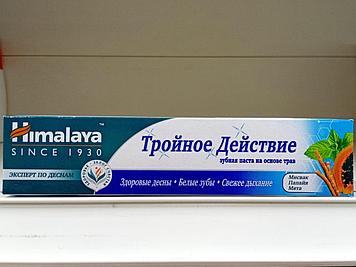 Himalaya
SINCE 1930
ЭКСПЕРТ ПО ДЕСНАМ
Тройное Действие
зубная паста на основе трав
Здоровые десны • Белые зубы • Свежее дыхание
Мисвак
Папайя
Мята